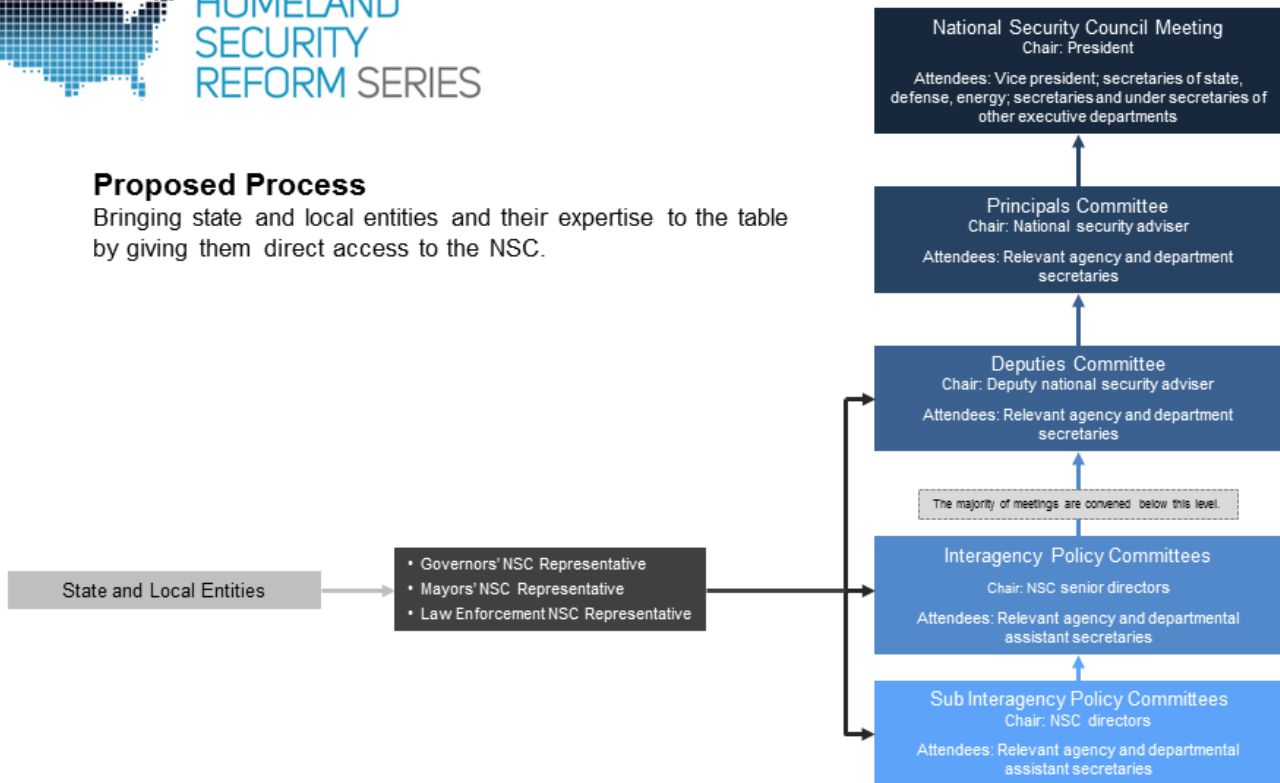 HOMELAND
SECURITY
REFORM SERIES
Proposed Process
Bringing state and local entities and their expertise to the table
by giving them direct access to the NSC.
National Security Council Meeting
Chair: President
Attendees: Vice president; secretaries of state,
defense, energy; secretaries and under secretaries of
other executive departments
Principals Committee
Chair: National security adviser
Attendees: Relevant agency and department
secretaries
Deputies Committee
Chair: Deputy national security adviser
Attendees: Relevant agency and department
secretaries
The majority of meetings are convened below this level.
Interagency Policy Committees
Chair: NSC senior directors
Attendees: Relevant agency and departmental
assistant secretaries
Sub Interagency Policy Committees
Chair: NSC directors
Attendees: Relevant agency and departmental
assistant secretaries
State and Local Entities
• Governors' NSC Representative
• Mayors' NSC Representative
• Law Enforcement NSC Representative